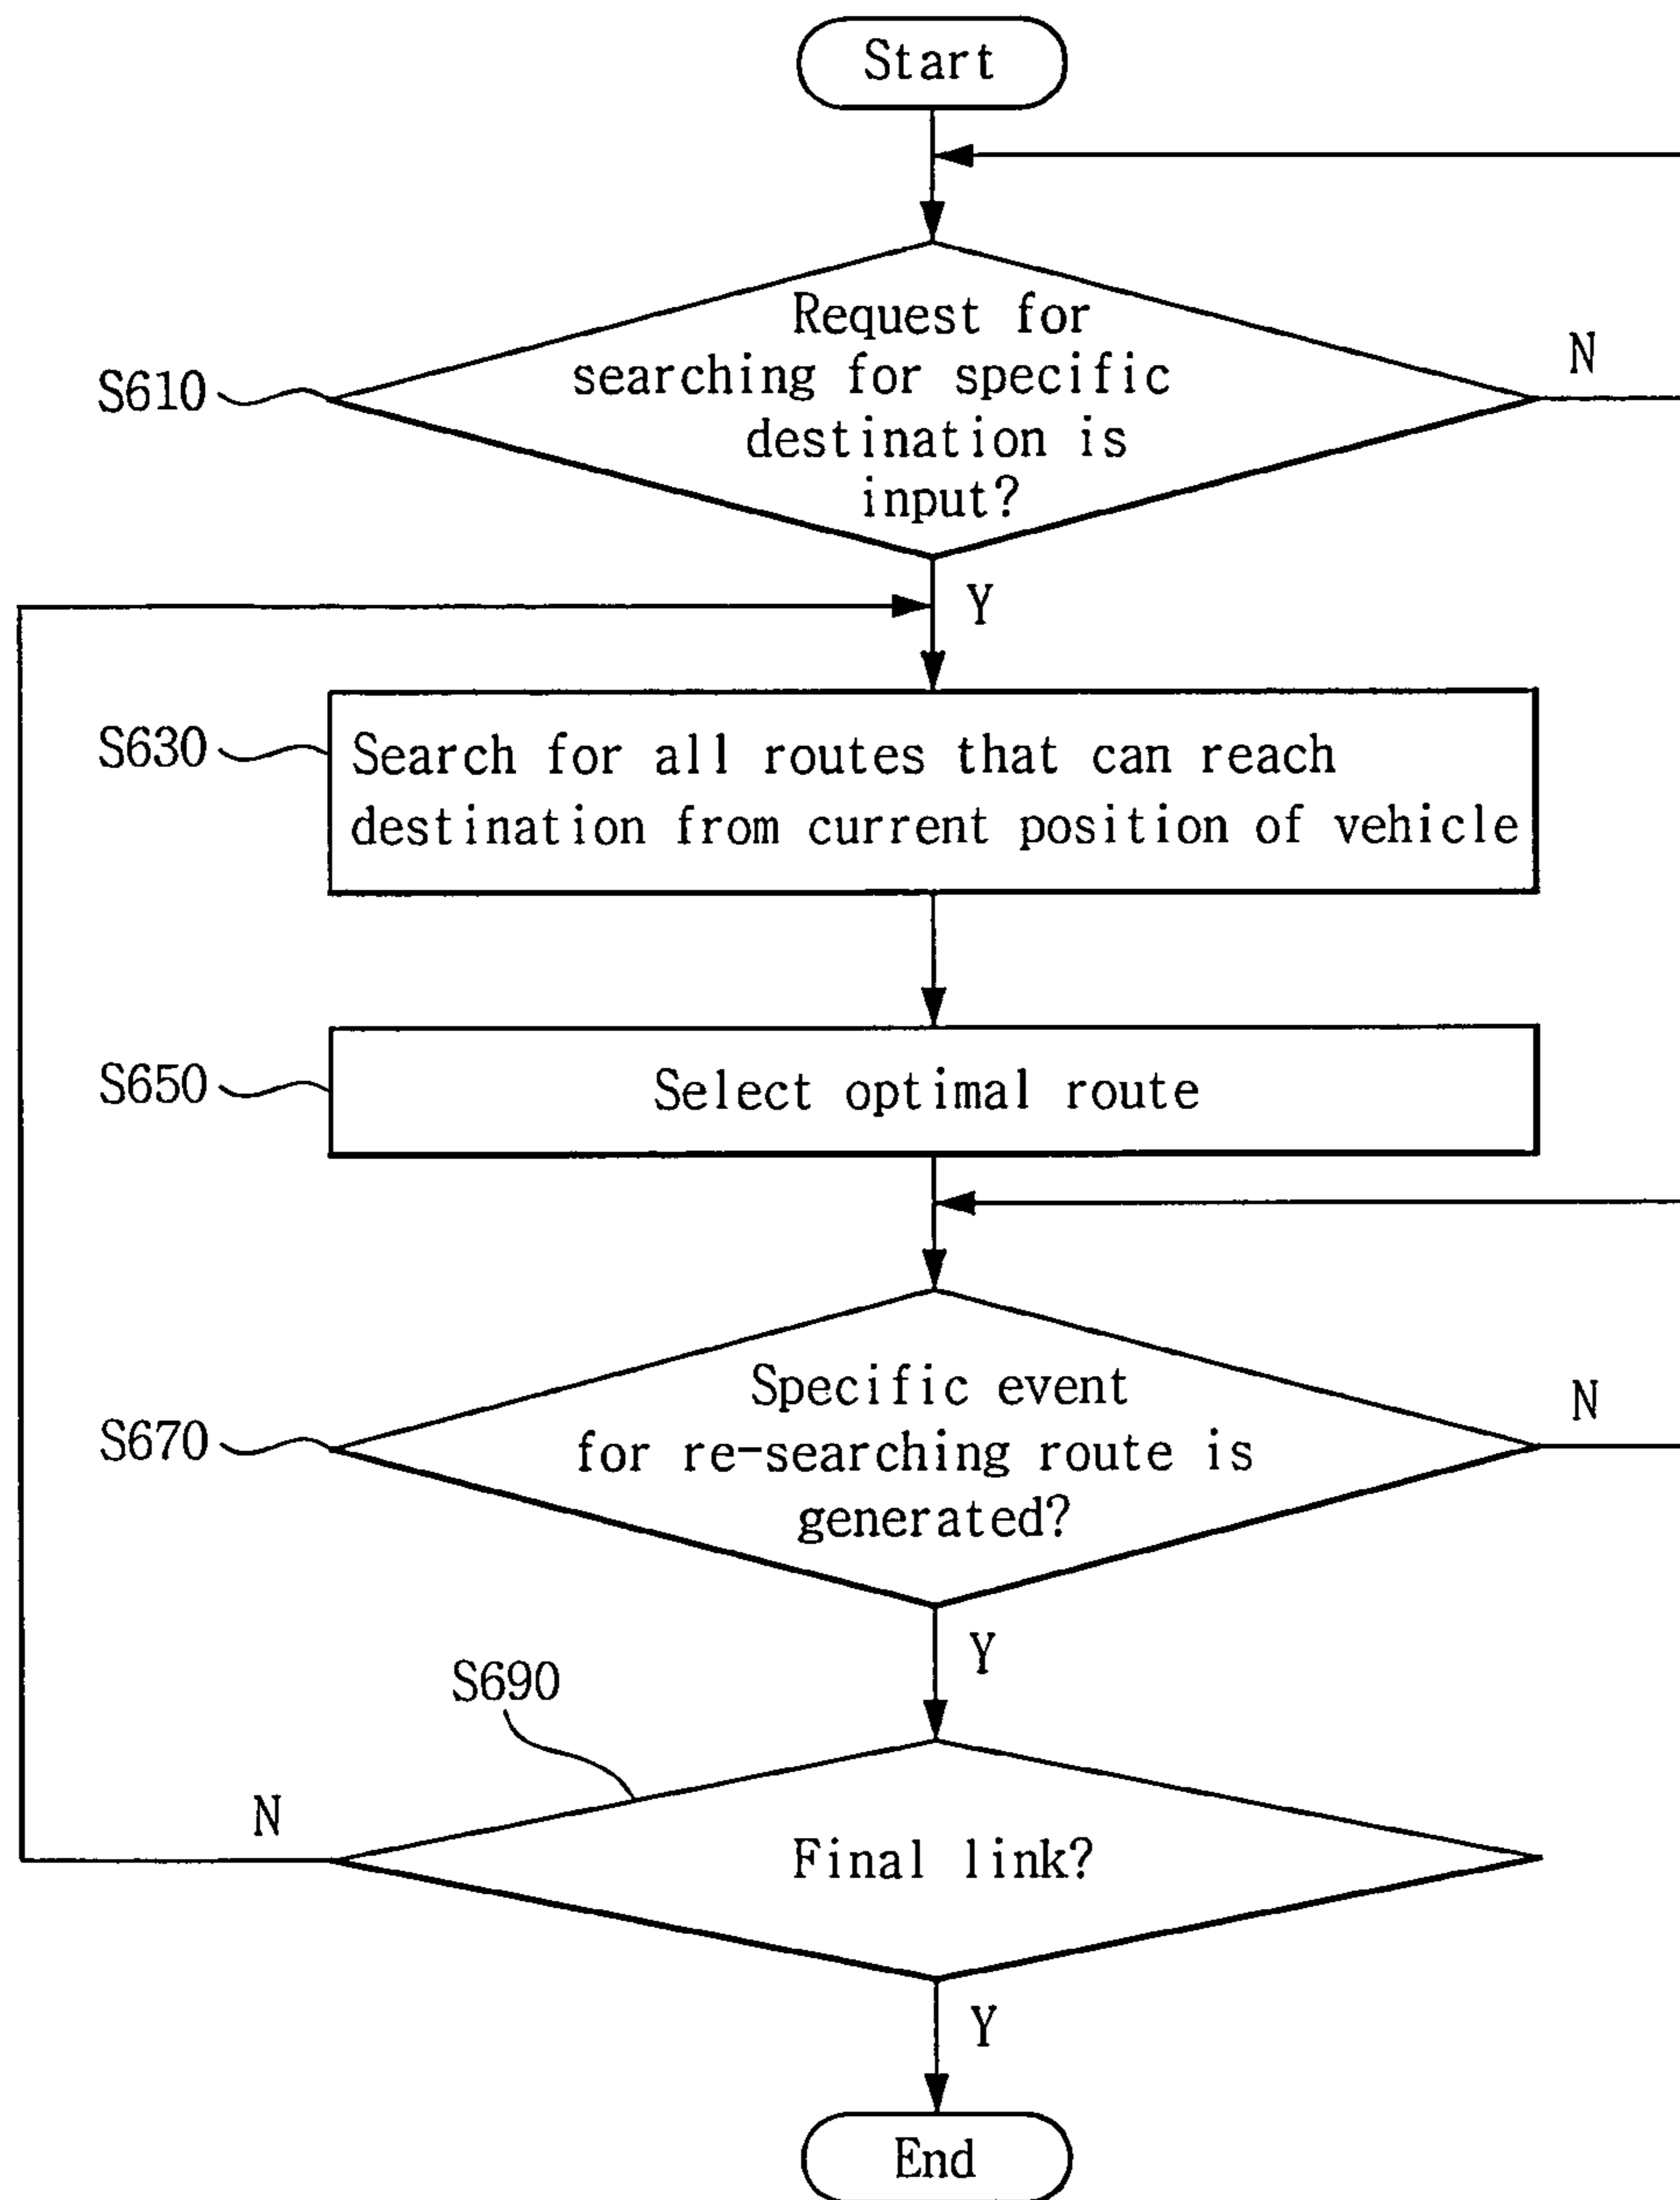 Start
Request for
searching for specific
destination is
input?
N
S610
Y
S630
Search for all routes that can reach
destination from current position of vehicle
S650
Select optimal route
Specific event
for re-searching route is
generated?
N
S670
Y
S690
N
Final link?
Y
End